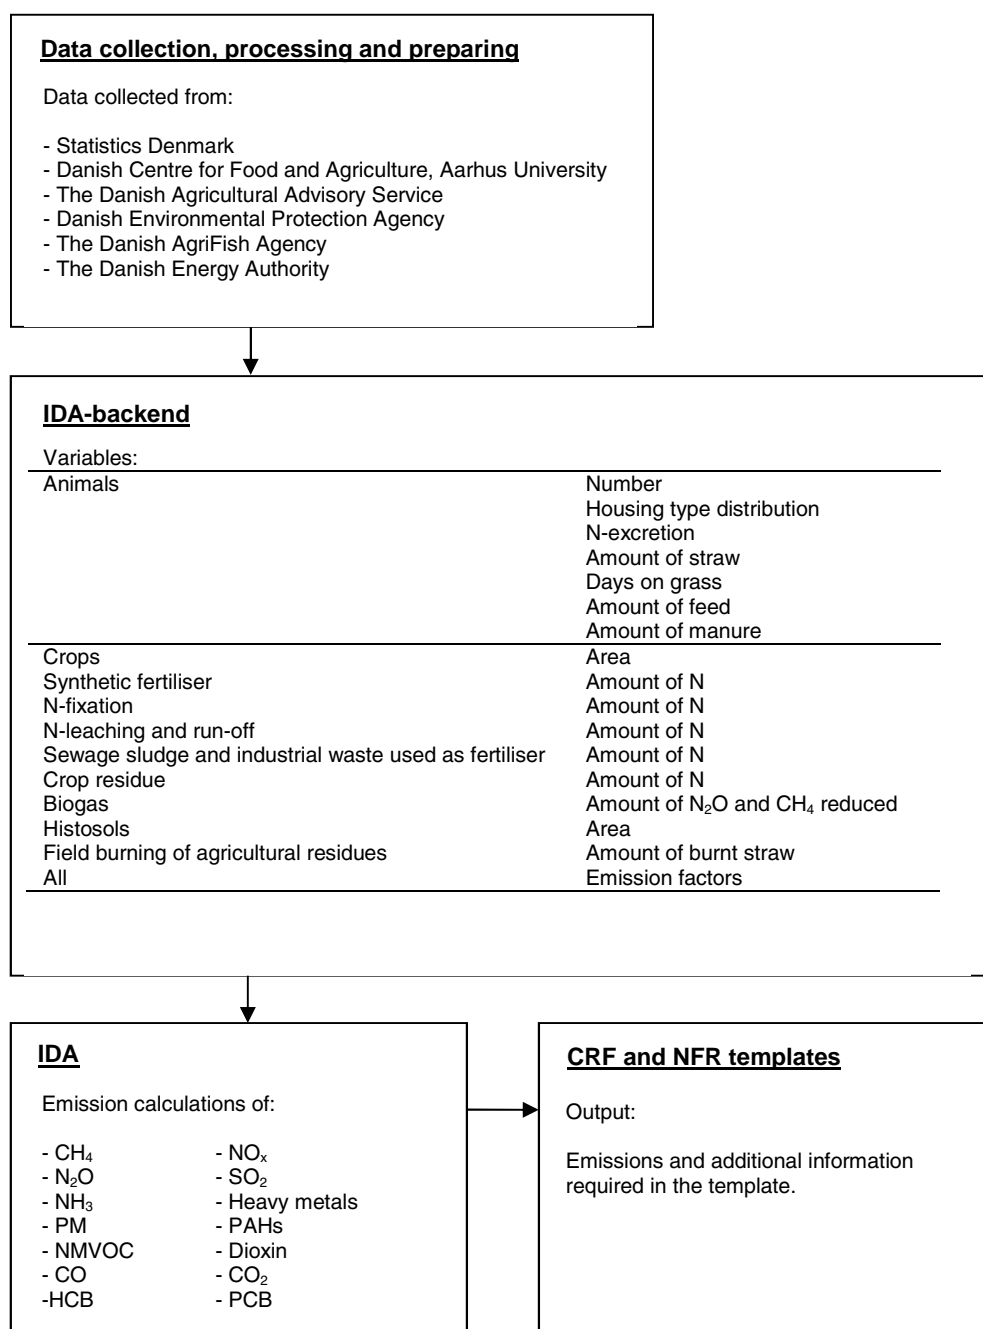 Data collection, processing and preparing
Data collected from:
- Statistics Denmark
- Danish Centre for Food and Agriculture, Aarhus University
- The Danish Agricultural Advisory Service
- Danish Environmental Protection Agency
- The Danish AgriFish Agency
- The Danish Energy Authority
IDA-backend
Variables:
Animals Number
Housing type distribution
N-excretion
Amount of straw
Days on grass
Amount of feed
Amount of manure
Crops Area
Synthetic fertiliser Amount of N
N-fixation Amount of N
N-leaching and run-off Amount of N
Sewage sludge and industrial waste used as fertiliser Amount of N
Crop residue Amount of N
Biogas Amount of N₂O and CH₄ reduced
Histosols Area
Field burning of agricultural residues Amount of burnt straw
All Emission factors
IDA
Emission calculations of:
- CH₄ - NOₓ
- N₂O - SO₂
- NH₃ - Heavy metals
- PM - PAHs
- NMVOC - Dioxin
- CO - CO₂
-HCB - PCB
CRF and NFR templates
Output:
Emissions and additional information
required in the template.